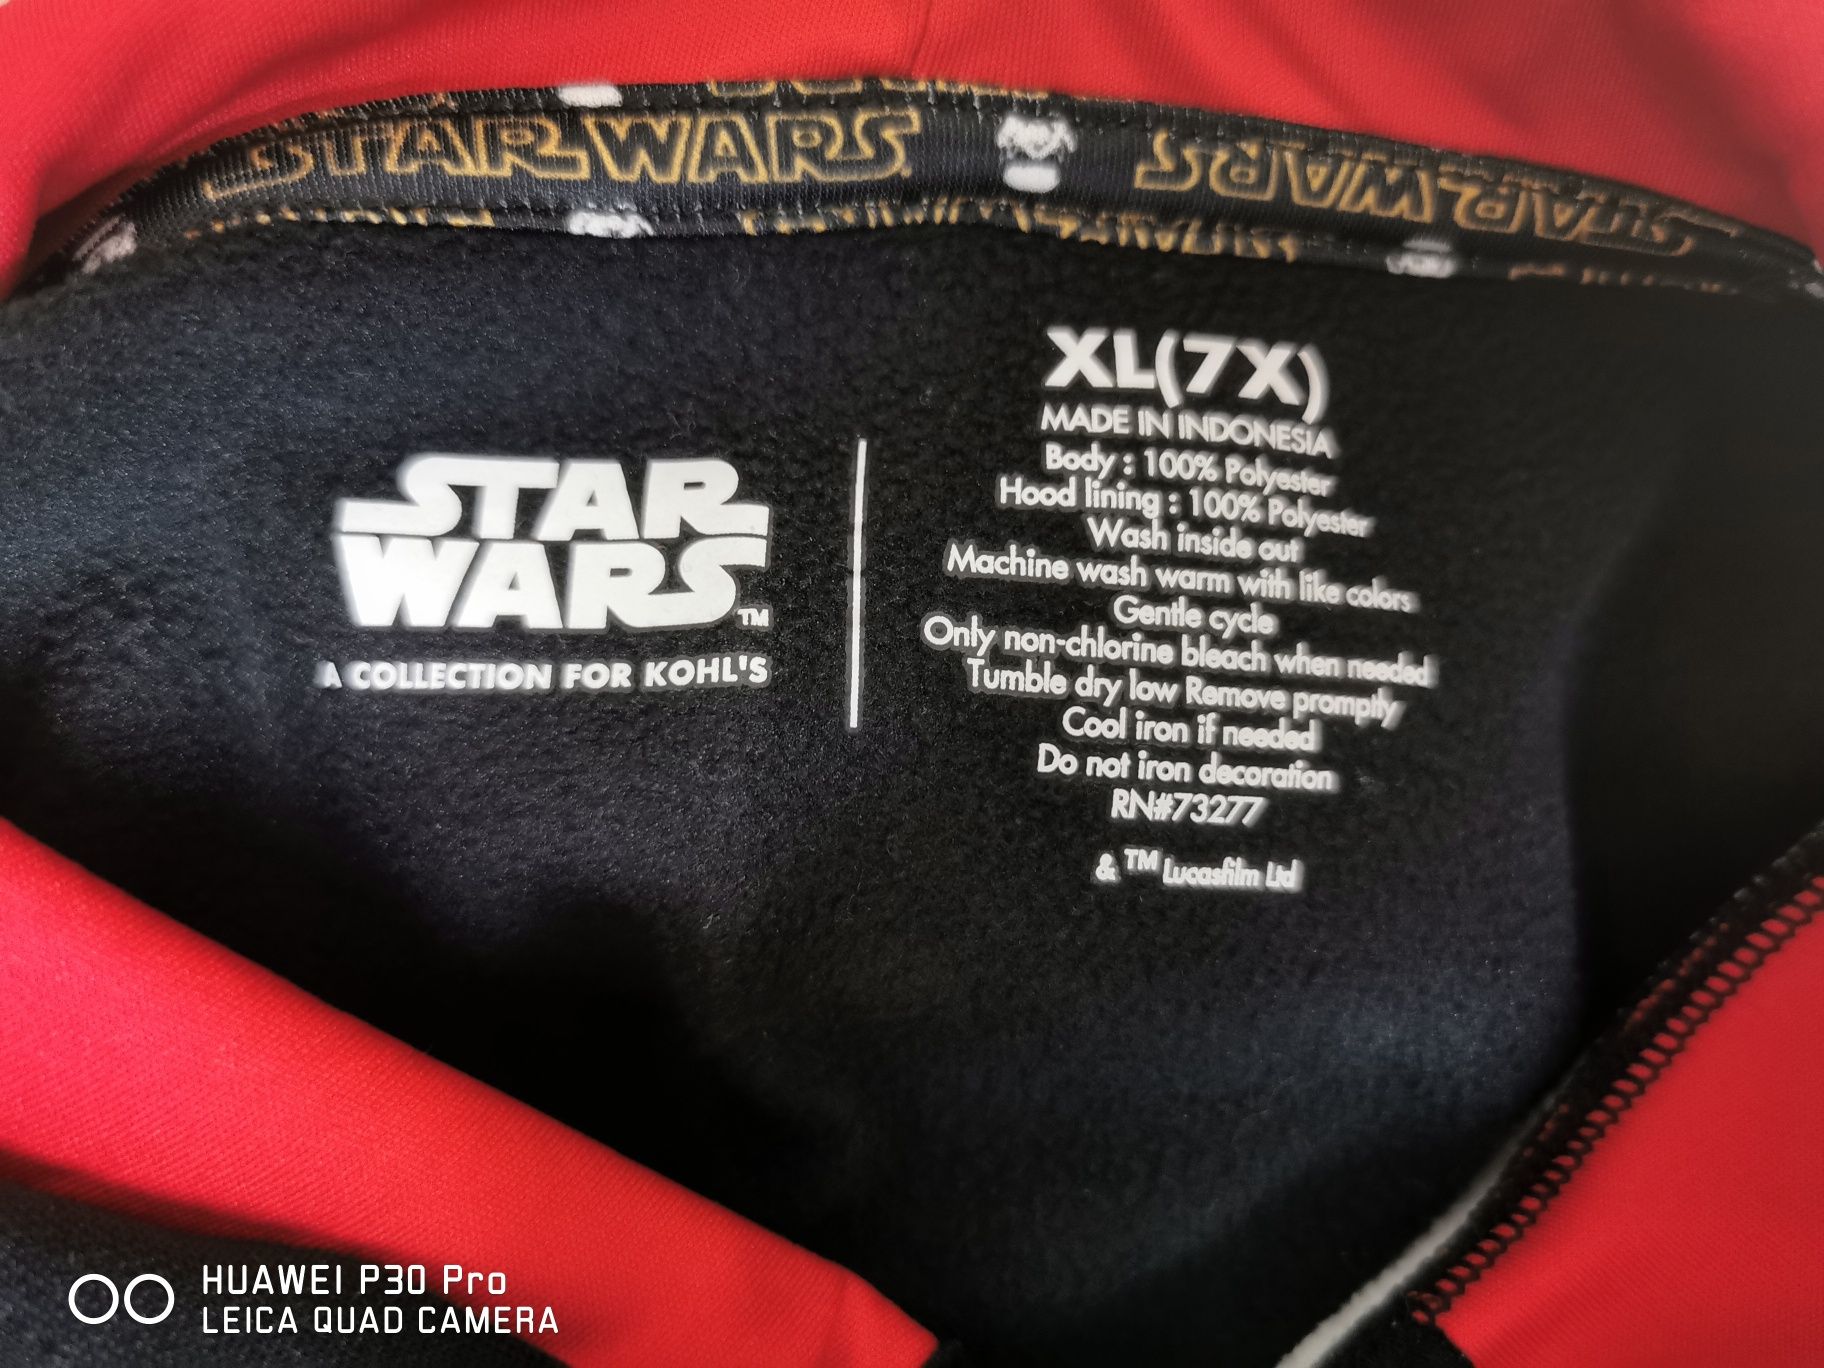 STAR WARS
STAR WARS
STAR
WARS™
A COLLECTION FOR KOHL'S
XL(7X)
MADE IN INDONESIA
Body : 100% Polyester
Hood lining : 100% Polyester
Wash inside out
Machine wash warm with like colors
Gentle cycle
Only non-chlorine bleach when needed
Tumble dry low Remove promptly
Cool iron if needed
Do not iron decoration
RN#73277
& ™ Lucasfilm Ltd
HUAWEI P30 Pro
LEICA QUAD CAMERA